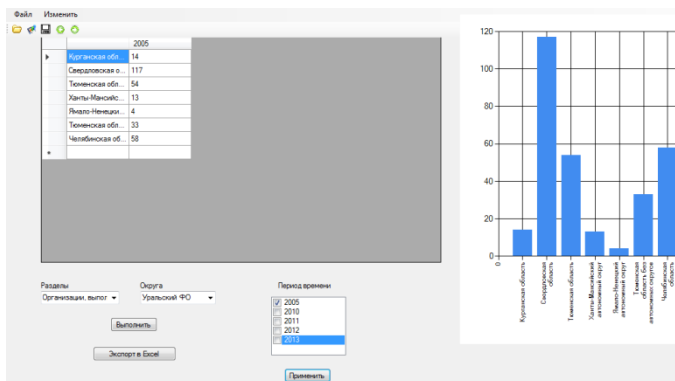 Файл Изменить
2005
Курганская обл... 14
Свердловская о... 117
Тюменская обл... 54
Ханты-Мансийс... 13
Ямало-Ненецки... 4
Тюменская обл... 33
Челябинская об... 58
120
100
80
60
40
20
0
0
Курганская область
Свердловская
область
Тюменская область
Ханты-Мансийский
автономный округ
Ямало-Ненецкий
автономный округ
Тюменская
область без
автономных округов
Челябинская
область
Разделы
Организации. выпол
Округа
Уральский ФО
Период времени
2005
2010
2011
2012
2013
Выполнить
Экспорт в Excel
Применить